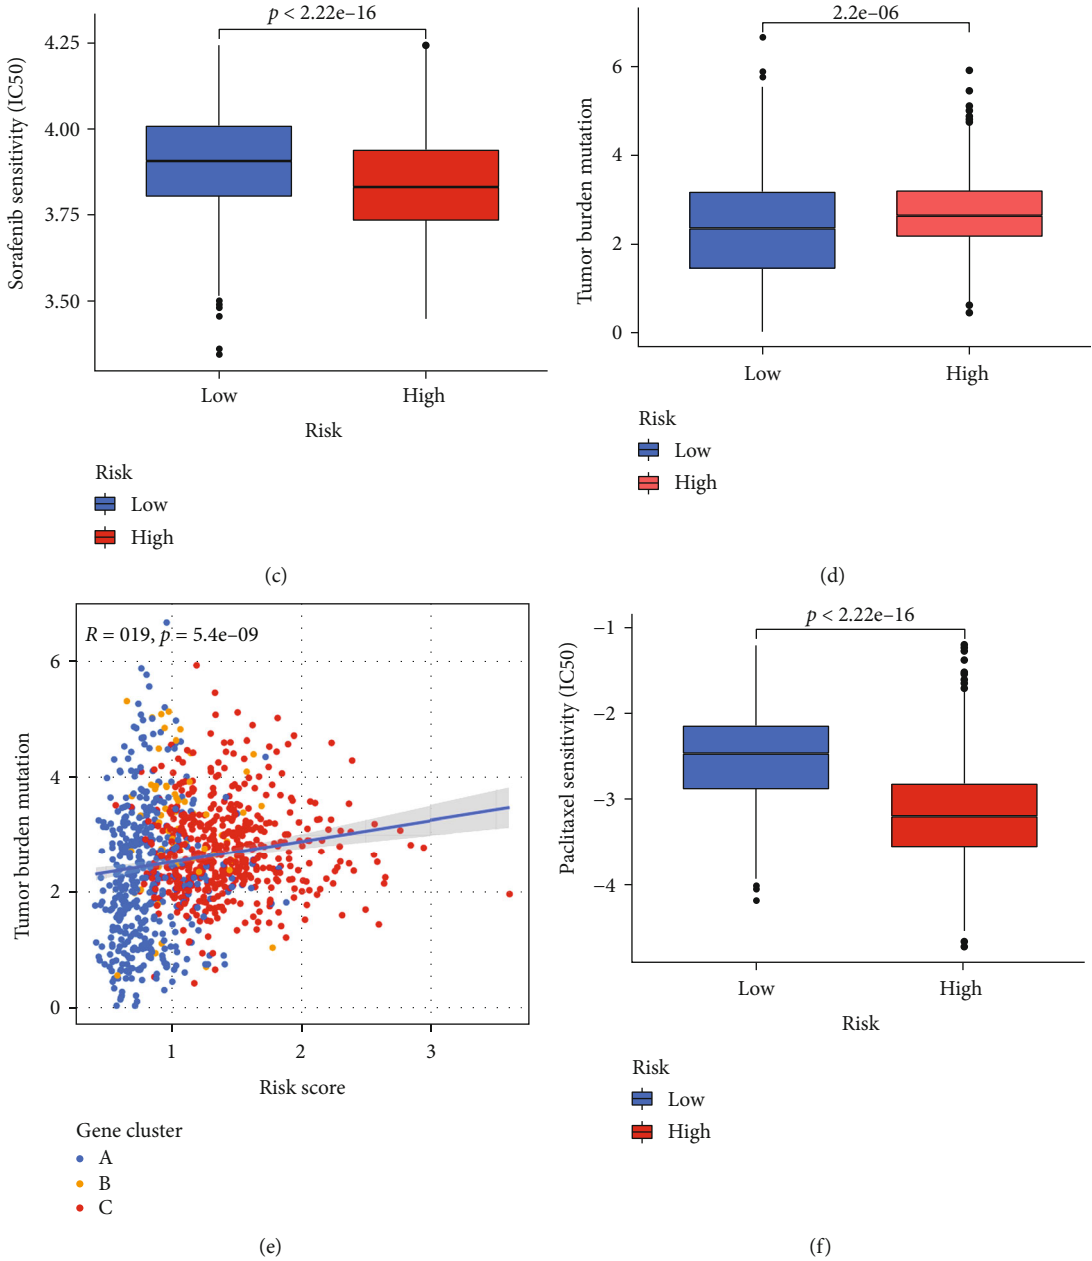 p < 2.22e–16
4.25
4.00
3.75
3.50
Sorafenib sensitivity (IC50)
Low High
Risk
Risk
Low
High
(c)
2.2e–06
6
4
2
0
Tumor burden mutation
Low High
Risk
Low
High
(d)
R = 019, p = 5.4e–09
6
4
2
0
Tumor burden mutation
1 2 3
Risk score
Gene cluster
A
B
C
(e)
p < 2.22e–16
–1
–2
–3
–4
Paclitaxel sensitivity (IC50)
Low High
Risk
Risk
Low
High
(f)